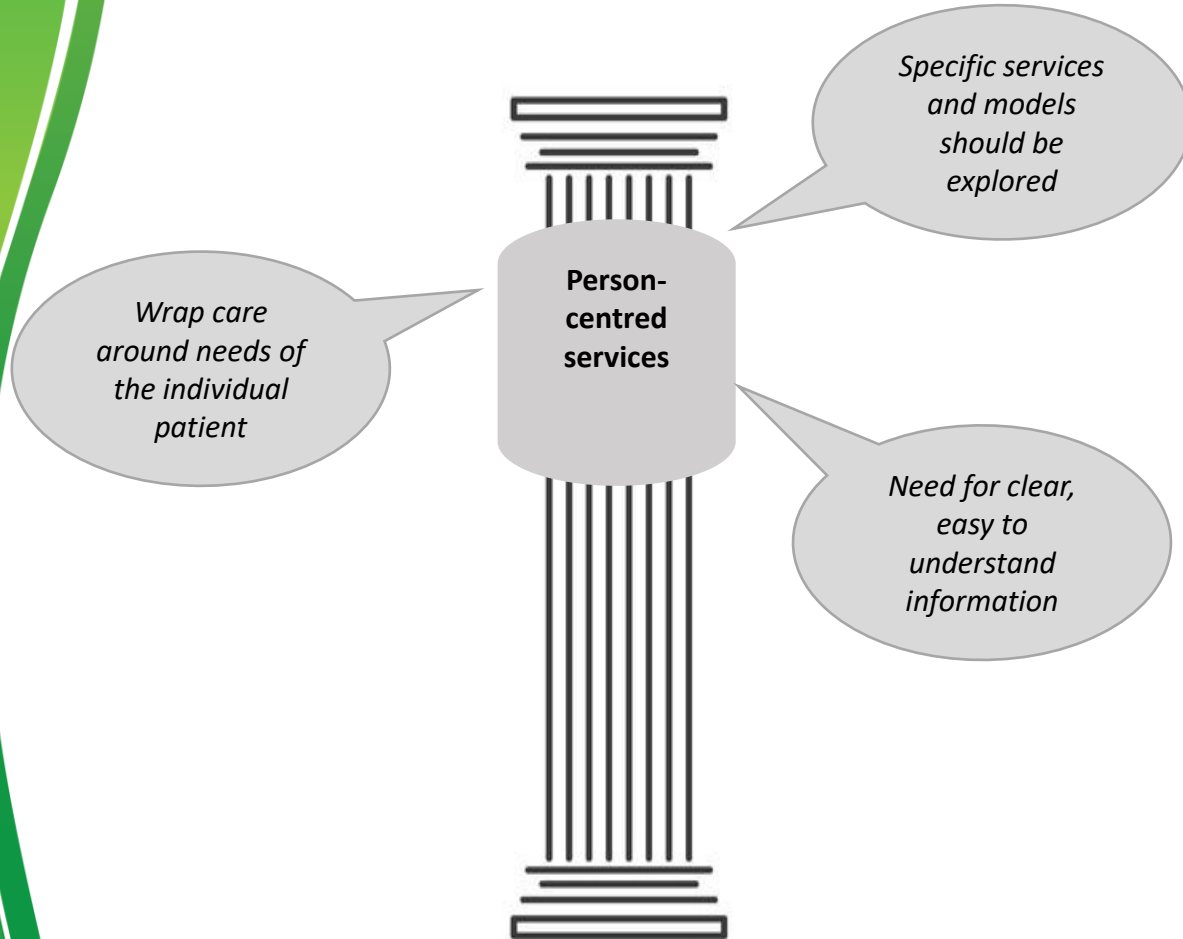 Specific services
and models
should be
explored
Person-
centred
services
Wrap care
around needs of
the individual
patient
Need for clear,
easy to
understand
information